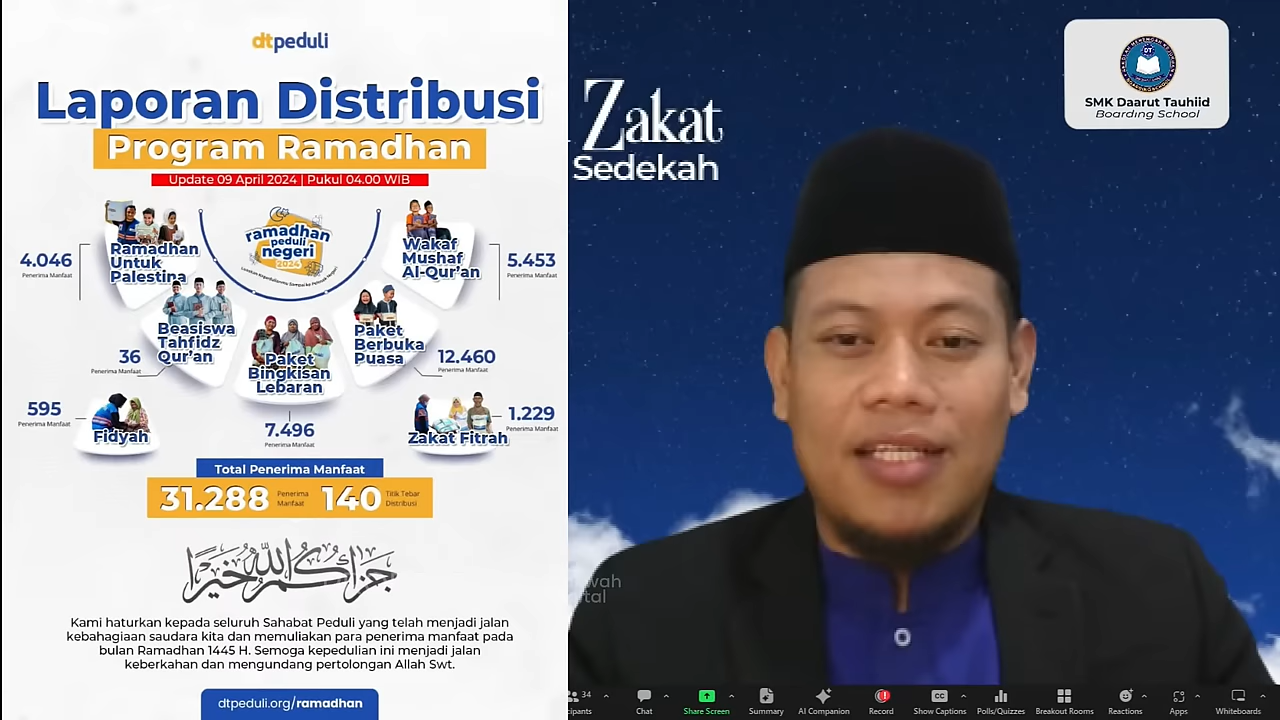 dtpeduli
Laporan Distribusi
Program Ramadhan
Update 09 April 2024 | Pukul 04.00 WIB
ramadhan
peduli
negeri
2024
4.046
Penerima Manfaat
Ramadhan
Untuk
Palestina
Wakaf
Mushaf
Al-Qur'an
5.453
Penerima Manfaat
36
Penerima Manfaat
Beasiswa
Tahfidz
Qur'an
Paket
Bingkisan
Lebaran
Paket
Berbuka
Puasa
12.460
Penerima Manfaat
595
Penerima Manfaat
Fidyah
7.496
Penerima Manfaat
Zakat Fitrah
1.229
Penerima Manfaat
Total Penerima Manfaat
31.288 Penerima Manfaat 140 Titik Tebar Distribusi
جزاكم الله خيرا
Kami haturkan kepada seluruh Sahabat Peduli yang telah menjadi jalan
kebahagiaan saudara kita dan memuliakan para penerima manfaat pada
bulan Ramadhan 1445 H. Semoga kepedulian ini menjadi jalan
keberkahan dan mengundang pertolongan Allah Swt.
dtpeduli.org/ramadhan
Zakat
Sedekah
DT
SMK Daarut Tauhiid
Boarding School
34
Chat
Share Screen
Summary
AI Companion
Record
Show Captions
Polls/Quizzes
Breakout Rooms
Reactions
Apps
Whiteboards